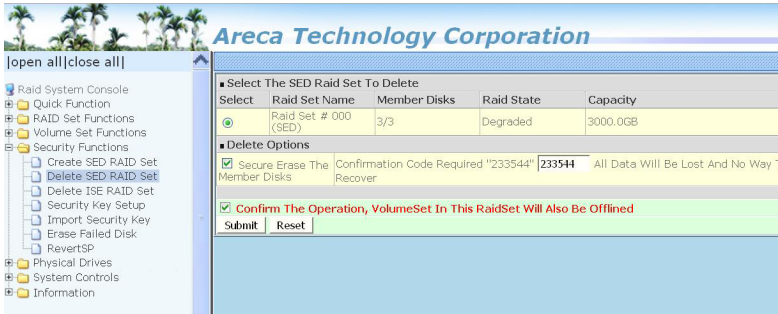 Areca Technology Corporation
|open all|close all|
Raid System Console
Quick Function
RAID Set Functions
Volume Set Functions
Security Functions
Create SED RAID Set
Delete SED RAID Set
Delete ISE RAID Set
Security Key Setup
Import Security Key
Erase Failed Disk
RevertSP
Physical Drives
System Controls
Information
Select The SED Raid Set To Delete
Select Raid Set Name Member Disks Raid State Capacity
Raid Set # 000
(SED) 3/3 Degraded 3000.0GB
Delete Options
Secure Erase The
Member Disks
Confirmation Code Required "233544" 233544 All Data Will Be Lost And No Way T
Recover
Confirm The Operation, VolumeSet In This RaidSet Will Also Be Offlined
Submit Reset